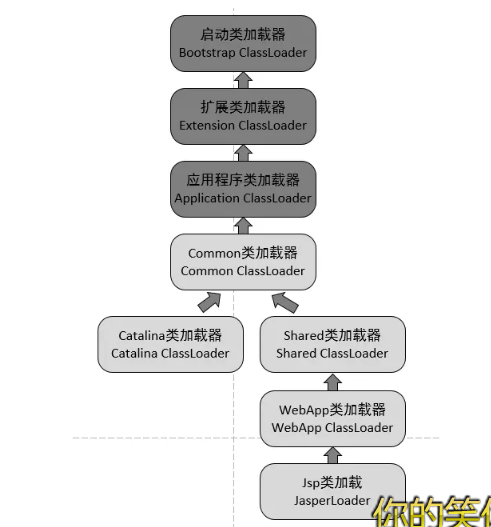 启动类加载器
Bootstrap ClassLoader
扩展类加载器
Extension ClassLoader
应用程序类加载器
Application ClassLoader
Common类加载器
Common ClassLoader
Catalina类加载器
Catalina ClassLoader
Shared类加载器
Shared ClassLoader
WebApp类加载器
WebApp ClassLoader
Jsp类加载
JasperLoader
你的笑